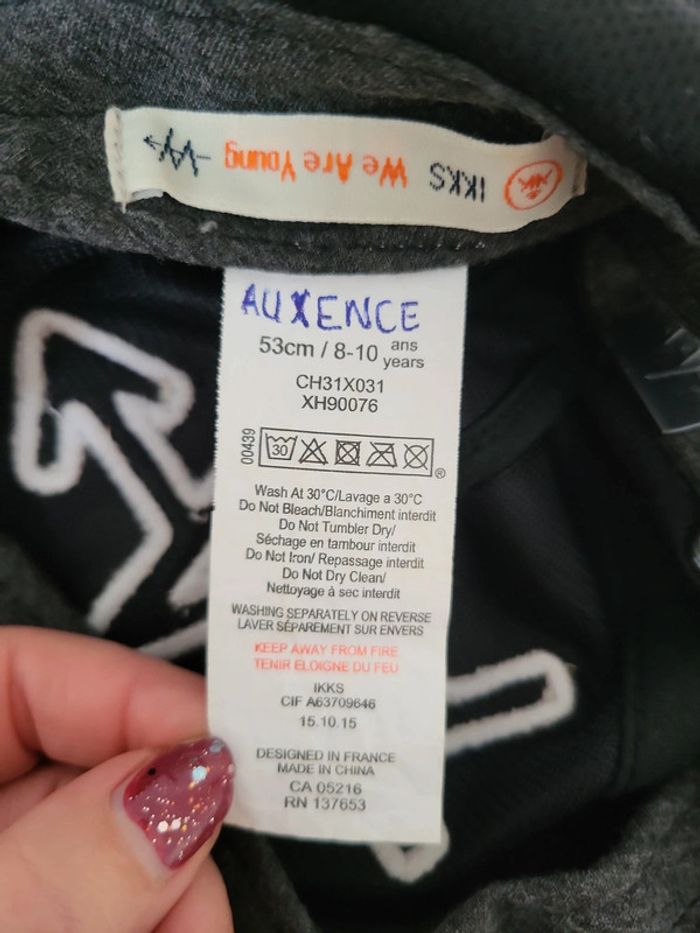 IKKS We Are Young
AUXENCE
53cm / 8-10 ans years
CH31X031
XH90076
00439
30
®
Wash At 30°C/Lavage a 30°C
Do Not Bleach/Blanchiment interdit
Do Not Tumbler Dry/
Séchage en tambour interdit
Do Not Iron/ Repassage interdit
Do Not Dry Clean/
Nettoyage à sec interdit
WASHING SEPARATELY ON REVERSE
LAVER SÉPAREMENT SUR ENVERS
KEEP AWAY FROM FIRE
TENIR ELOIGNE DU FEU
IKKS
CIF A63709646
15.10.15
DESIGNED IN FRANCE
MADE IN CHINA
CA 05216
RN 137653